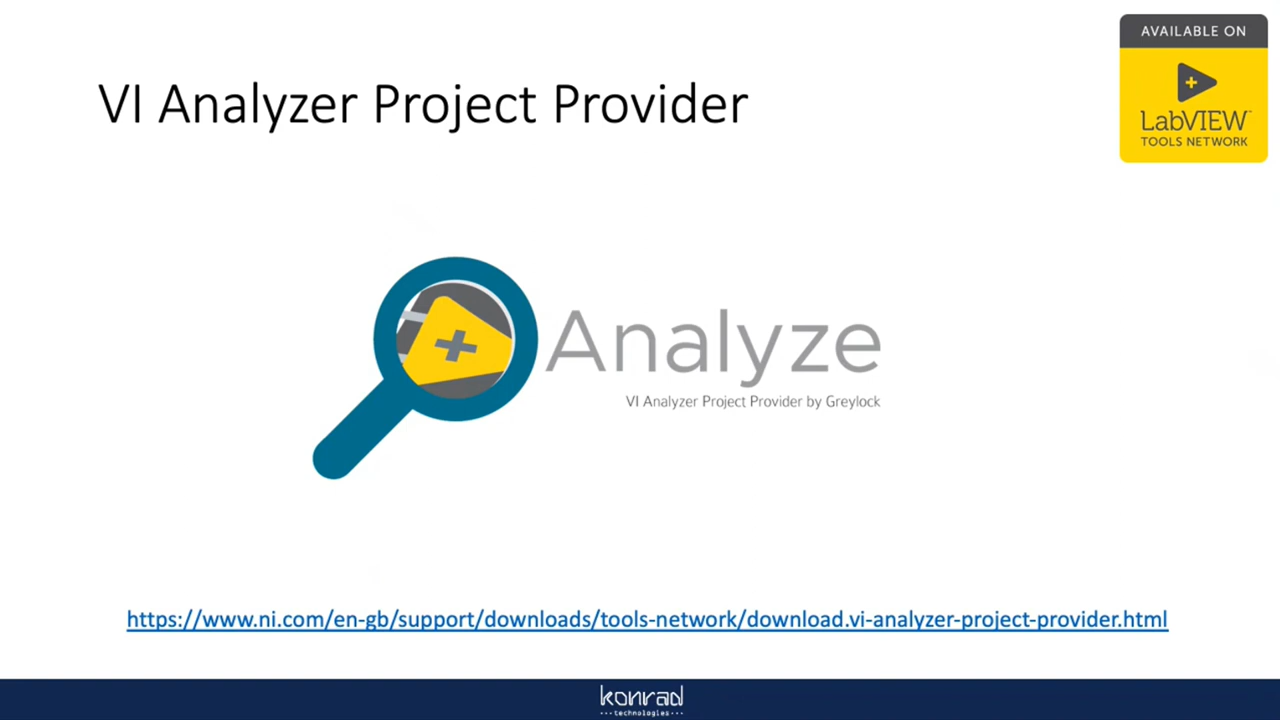 AVAILABLE ON
LabVIEW™
TOOLS NETWORK
VI Analyzer Project Provider
Analyze
VI Analyzer Project Provider by Greylock
https://www.ni.com/en-gb/support/downloads/tools-network/download.vi-analyzer-project-provider.html
konrad
technologies